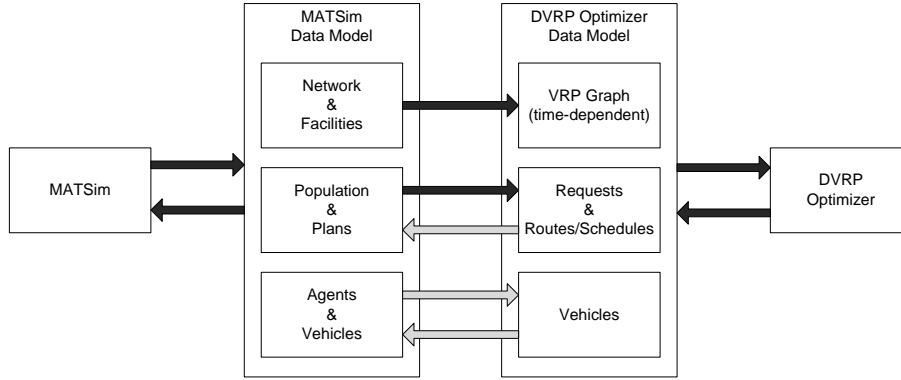 MATSim
Data Model
DVRP Optimizer
Data Model
Network
&
Facilities
VRP Graph
(time-dependent)
MATSim
Population
&
Plans
Requests
&
Routes/Schedules
DVRP
Optimizer
Agents
&
Vehicles
Vehicles